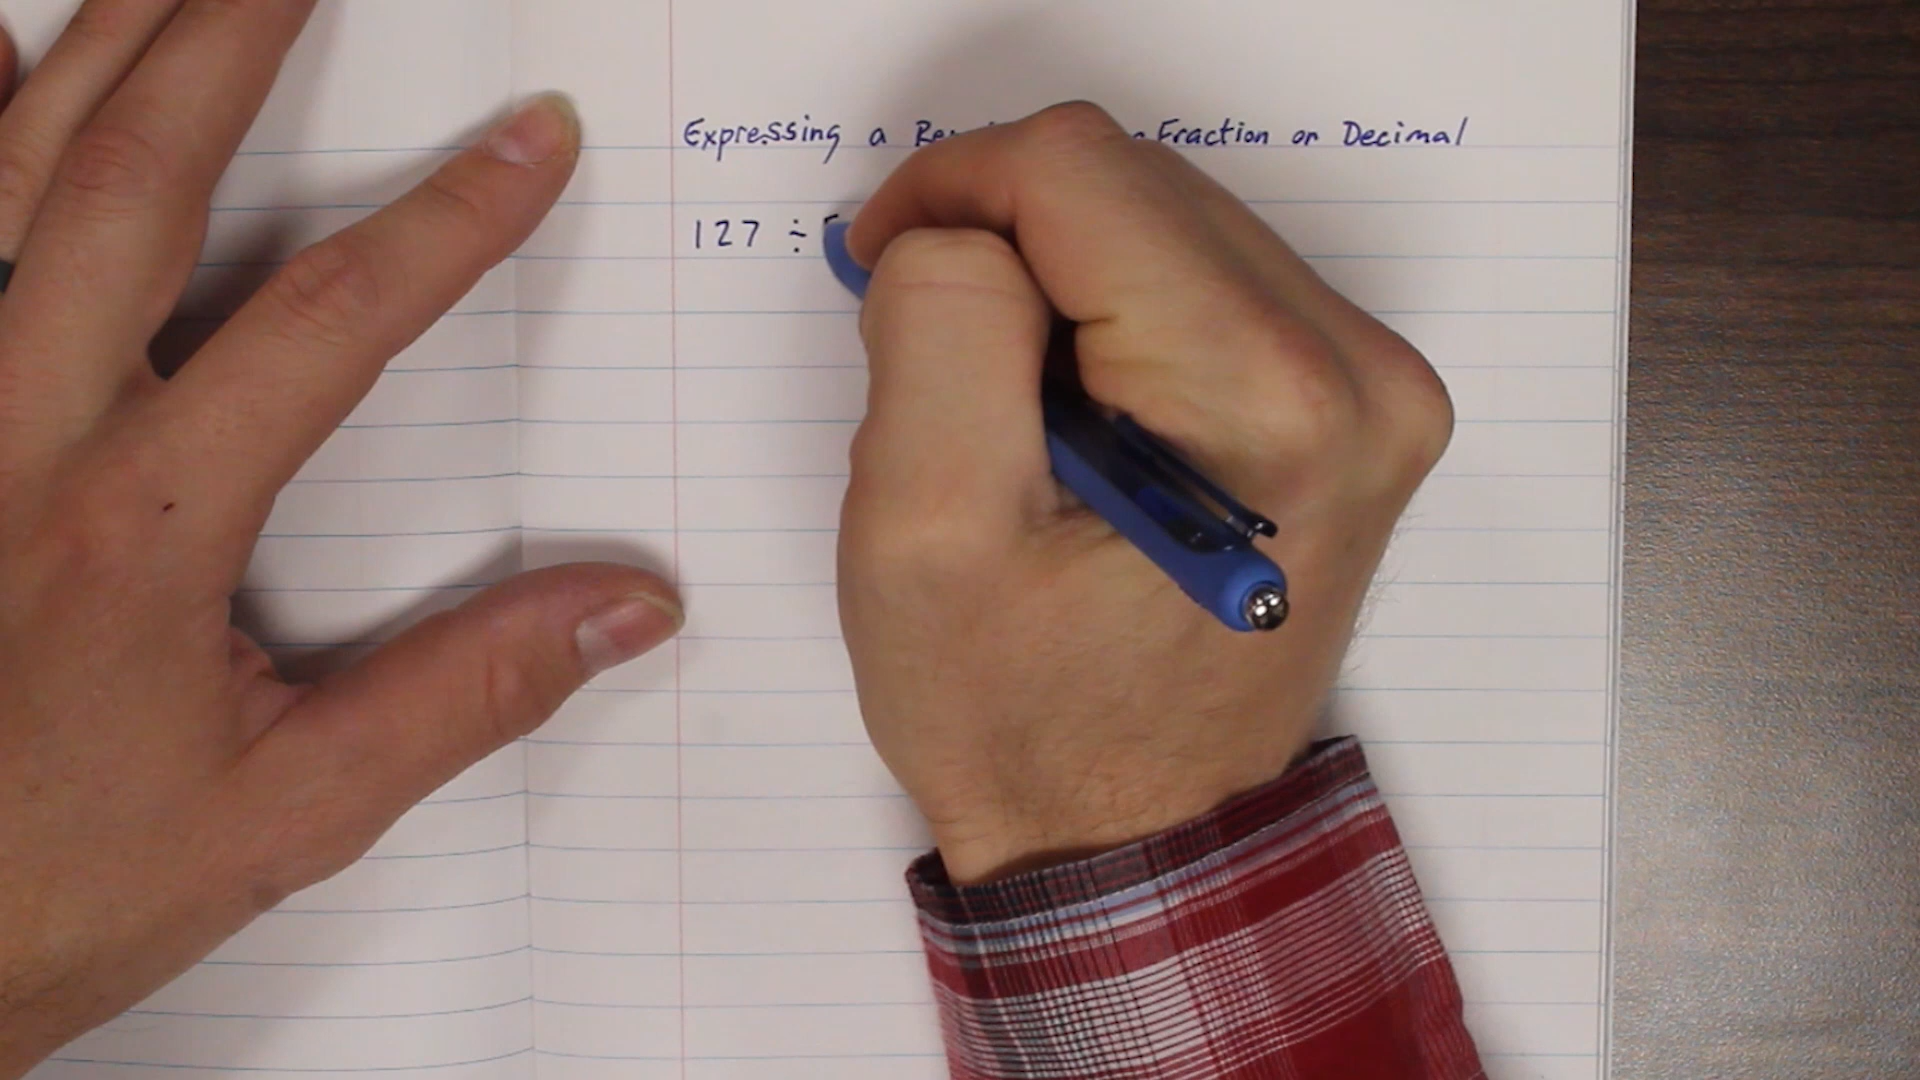 Expressing a Fraction or Decimal
127 ÷